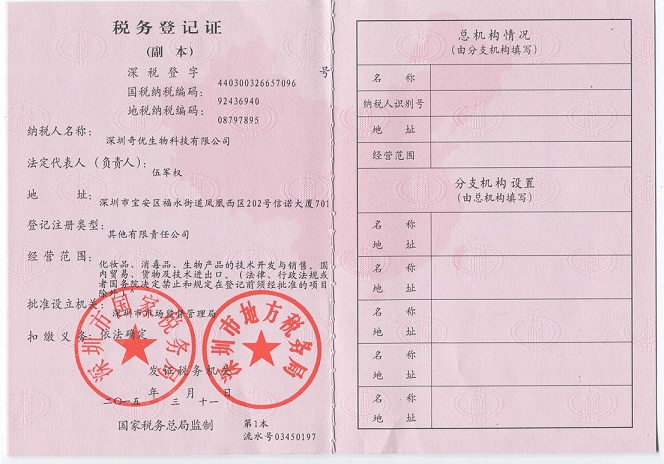 税务登记证
(副 本)
深 税 登 字 440300326657096 号
国税纳税编码: 92436940
地税纳税编码: 08797895
纳税人名称: 深圳奇优生物科技有限公司
法定代表人(负责人): 伍军权
地 址: 深圳市宝安区福永街道凤凰西区202号信诺大厦701
登记注册类型: 其他有限责任公司
经 营 范 围: 化妆品、消毒品、生物产品的技术开发与销售。国
内贸易、货物及技术进出口。(法律、行政法规或
者国务院决定禁止和规定在登记前须经批准的项目
除外)
批准设立机关: 深圳市市场监督管理局
扣 缴 义 务: 依法确定
深圳市国家税务局
深圳市地方税务局
发证税务机关
二〇一五 年 三 月 十一 日
国家税务总局监制
第1本
流水号03450197
总机构情况
(由分支机构填写)
名 称
纳税人识别号
地 址
经营范围
分支机构设置
(由总机构填写)
名 称
地 址
名 称
地 址
名 称
地 址
名 称
地 址
名 称
地 址